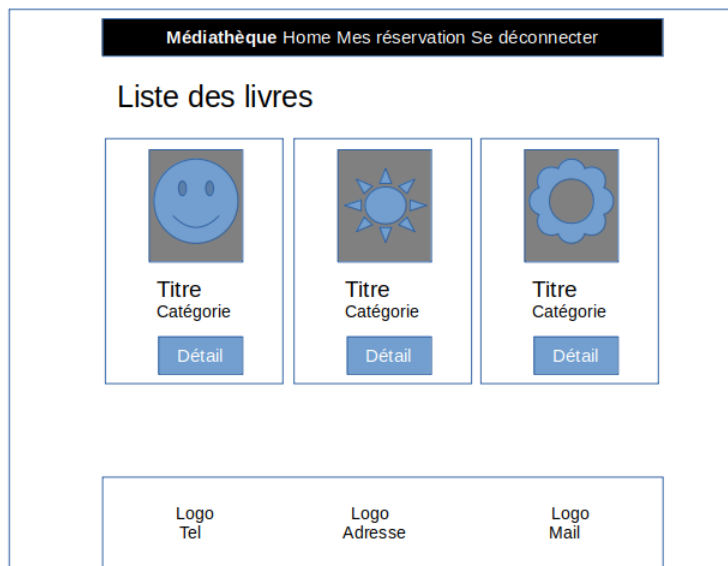 Médiathèque Home Mes réservation Se déconnecter
Liste des livres
Titre
Catégorie
Détail
Titre
Catégorie
Détail
Titre
Catégorie
Détail
Logo
Tel
Logo
Adresse
Logo
Mail